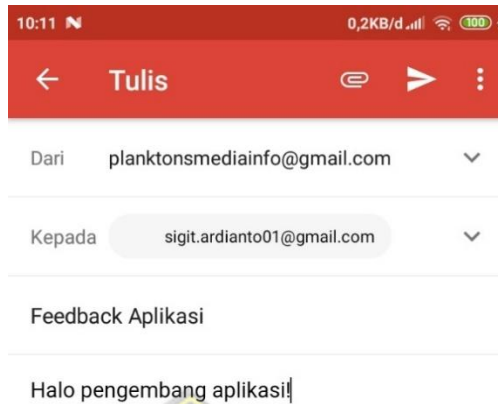 10:11 0,2KB/d 100
Tulis
Dari planktonsmediainfo@gmail.com
Kepada sigit.ardianto01@gmail.com
Feedback Aplikasi
Halo pengembang aplikasi!